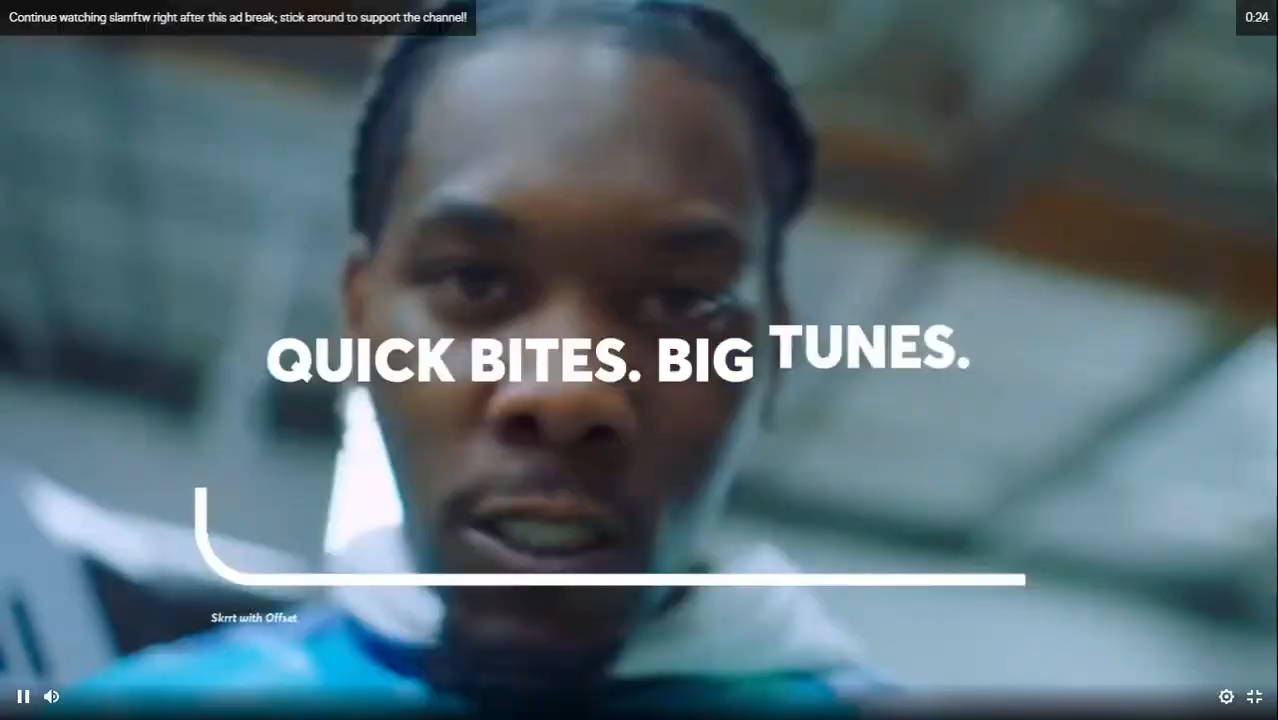 Continue watching slamftw right after this ad break; stick around to support the channel!
0:24
QUICK BITES. BIG TUNES.
Skrrt with Offset